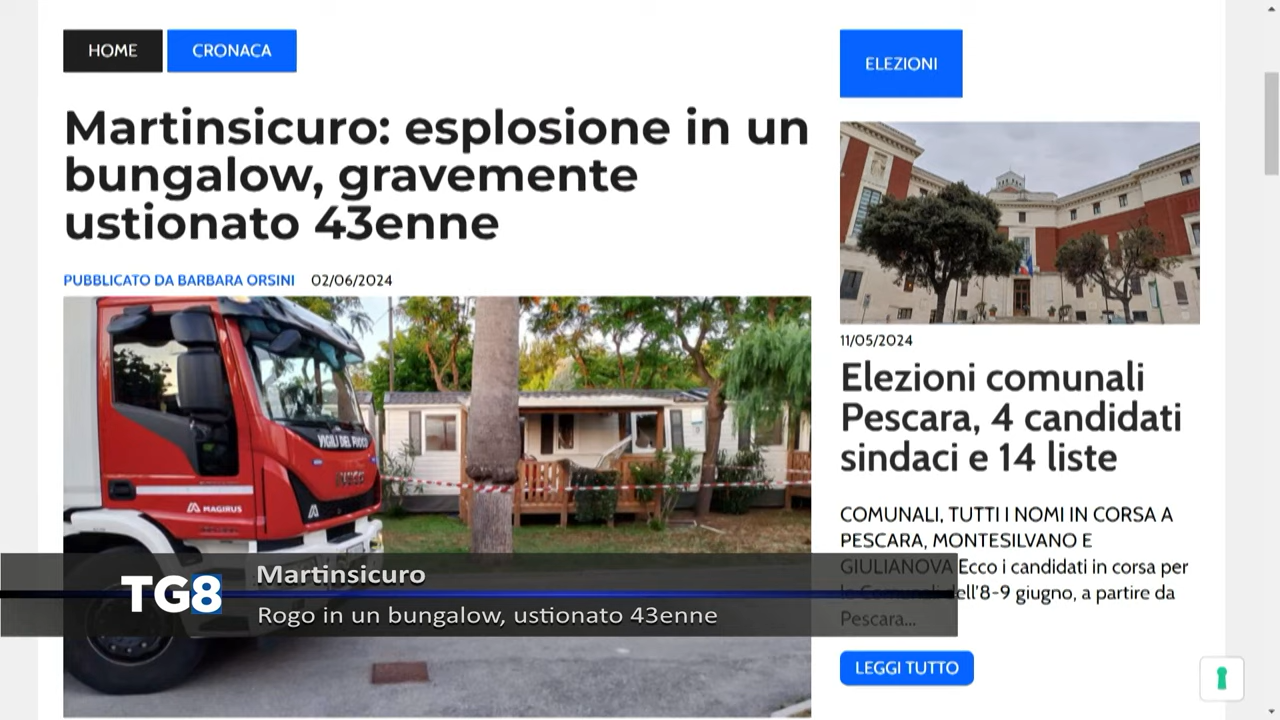 HOME
CRONACA
Martinsicuro: esplosione in un
bungalow, gravemente
ustionato 43enne
PUBBLICATO DA BARBARA ORSINI 02/06/2024
VIGILI DEL FUOCO
IVECO
MAGIRUS
TG8
Martinsicuro
Rogo in un bungalow, ustionato 43enne
ELEZIONI
11/05/2024
Elezioni comunali
Pescara, 4 candidati
sindaci e 14 liste
COMUNALI, TUTTI I NOMI IN CORSA A
PESCARA, MONTESILVANO E
GIULIANOVA Ecco i candidati in corsa per
le Comunali dell'8-9 giugno, a partire da
Pescara...
LEGGI TUTTO